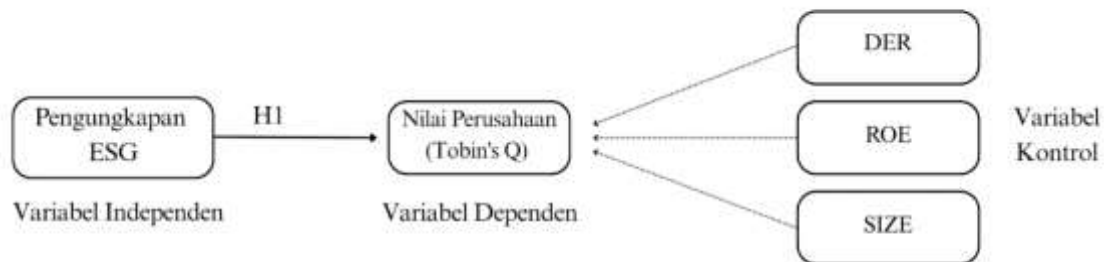 Pengungkapan
ESG
H1
Variabel Independen
Nilai Perusahaan
(Tobin's Q)
Variabel Dependen
DER
ROE
SIZE
Variabel
Kontrol